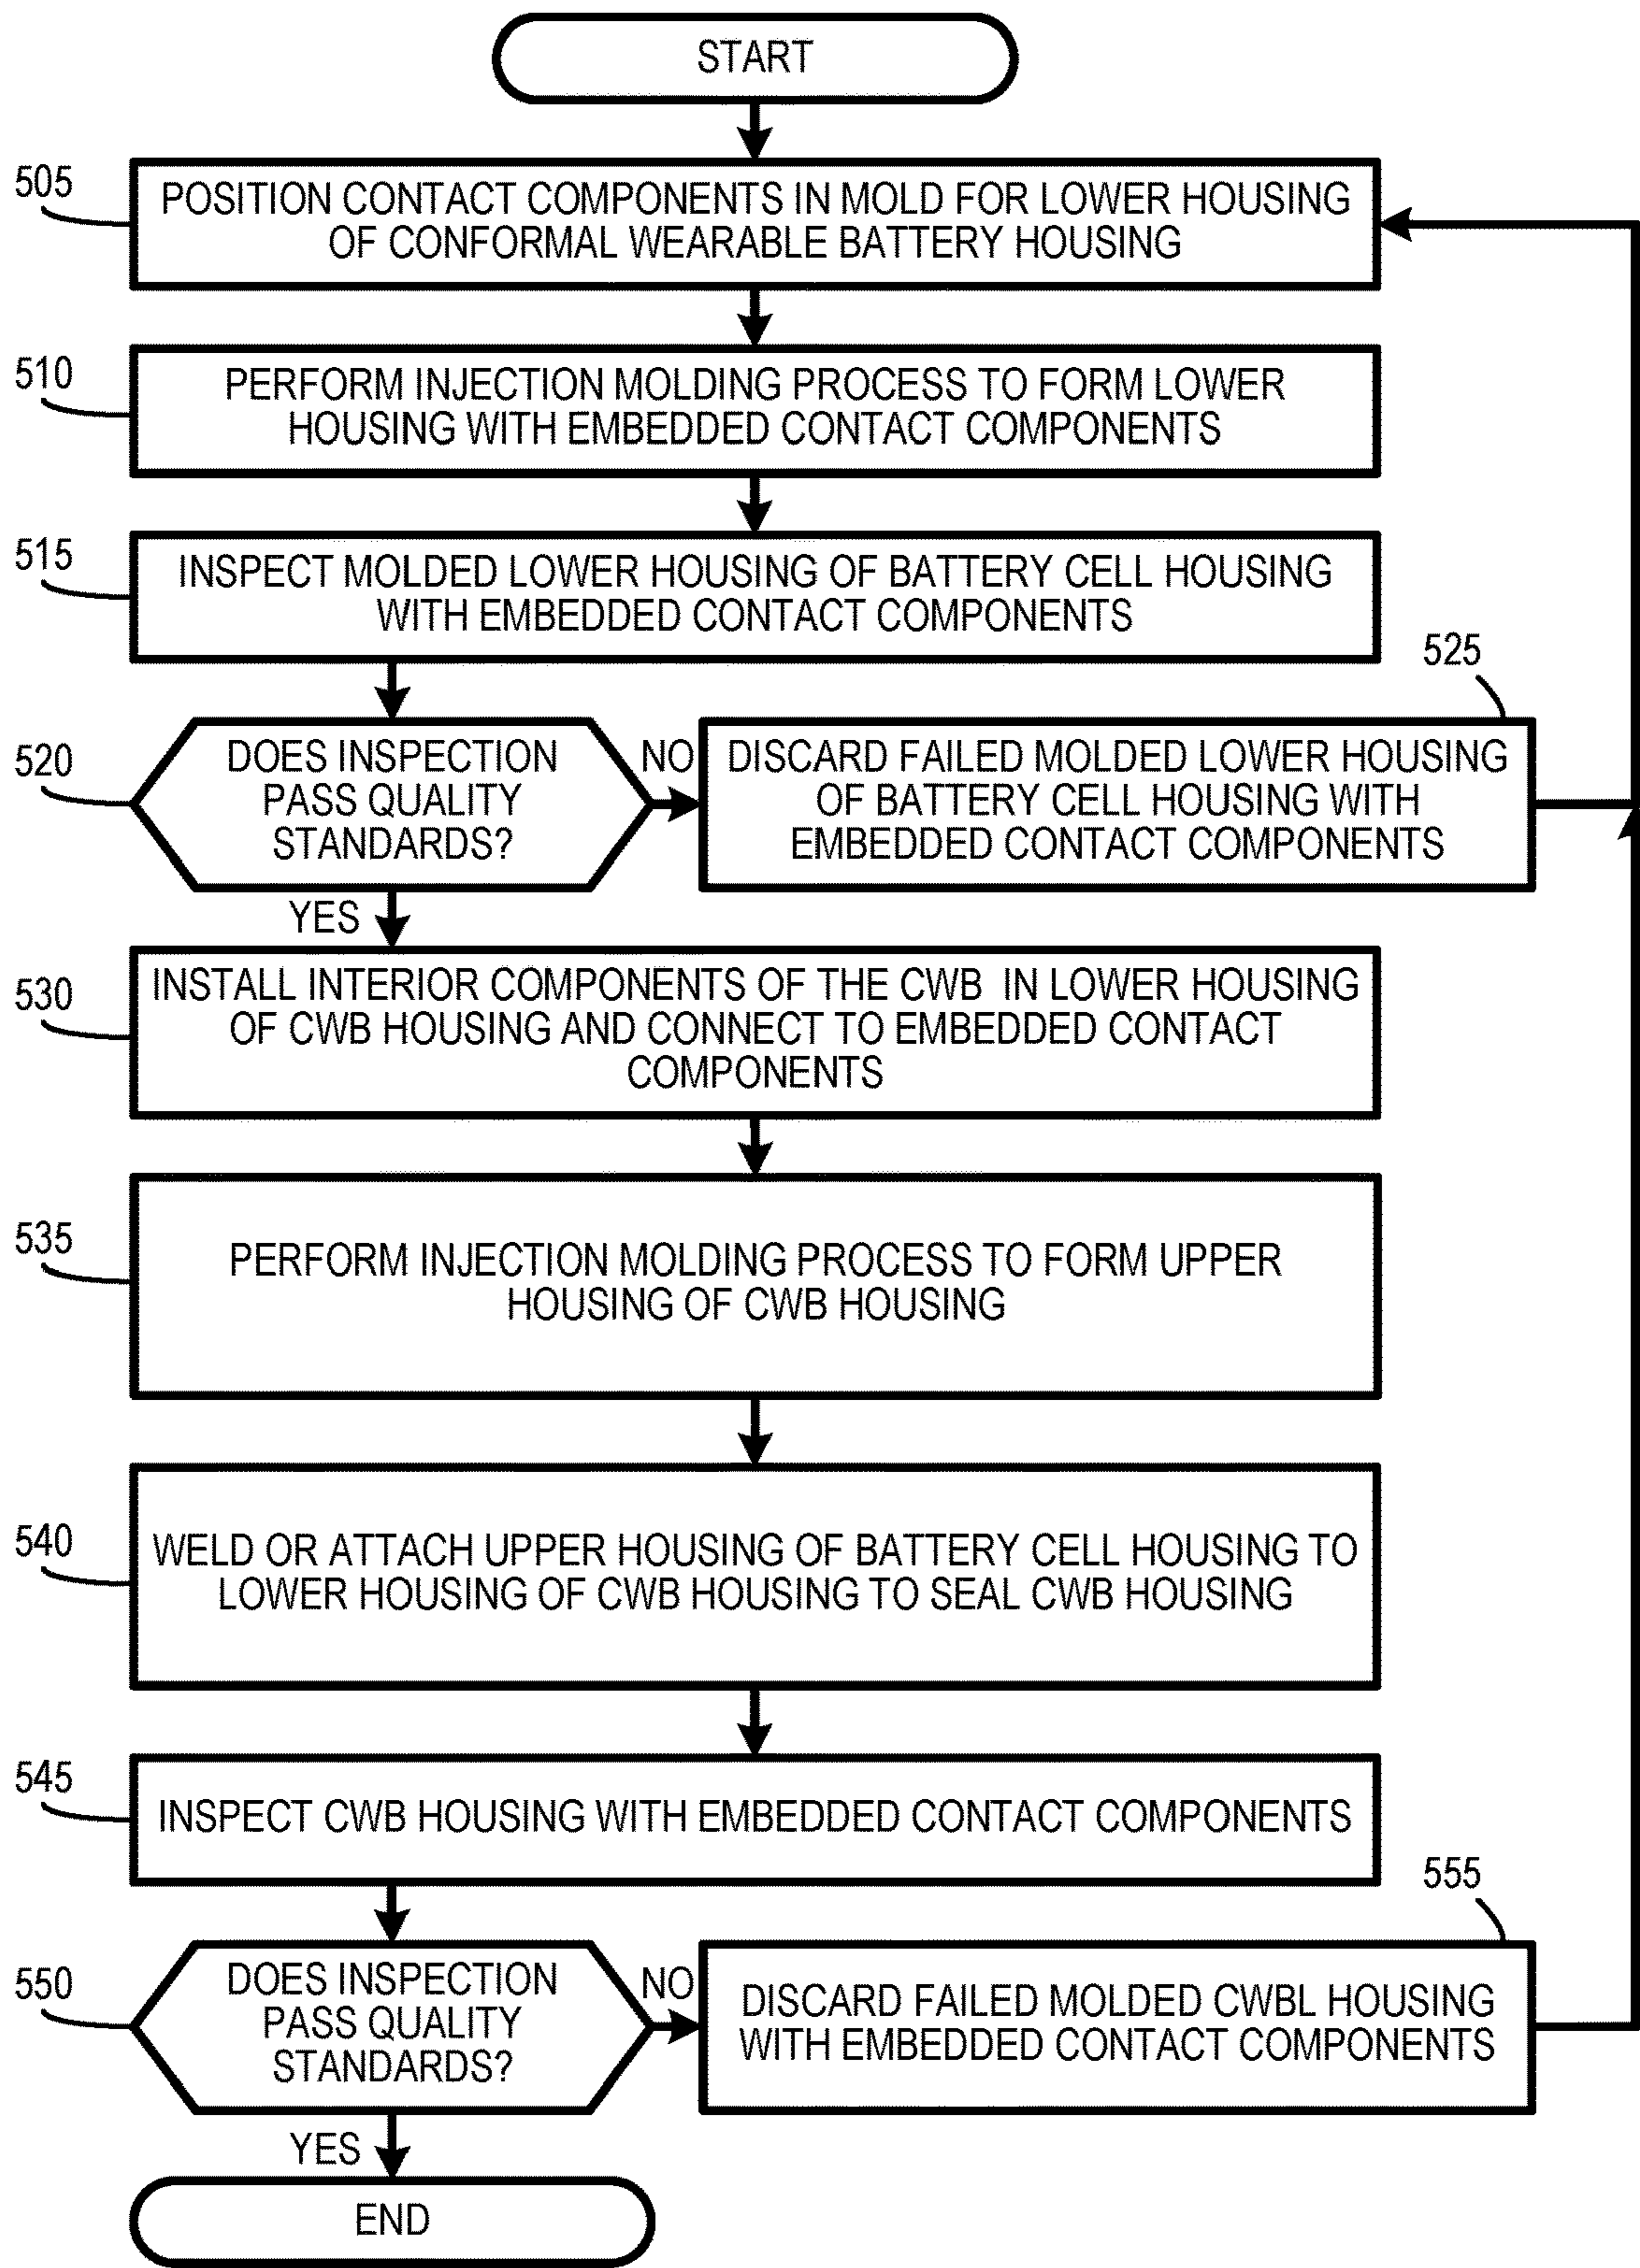 START
505
POSITION CONTACT COMPONENTS IN MOLD FOR LOWER HOUSING
OF CONFORMAL WEARABLE BATTERY HOUSING
510
PERFORM INJECTION MOLDING PROCESS TO FORM LOWER
HOUSING WITH EMBEDDED CONTACT COMPONENTS
515
INSPECT MOLDED LOWER HOUSING OF BATTERY CELL HOUSING
WITH EMBEDDED CONTACT COMPONENTS
520
DOES INSPECTION
PASS QUALITY
STANDARDS?
NO
525
DISCARD FAILED MOLDED LOWER HOUSING
OF BATTERY CELL HOUSING WITH
EMBEDDED CONTACT COMPONENTS
YES
530
INSTALL INTERIOR COMPONENTS OF THE CWB IN LOWER HOUSING
OF CWB HOUSING AND CONNECT TO EMBEDDED CONTACT
COMPONENTS
535
PERFORM INJECTION MOLDING PROCESS TO FORM UPPER
HOUSING OF CWB HOUSING
540
WELD OR ATTACH UPPER HOUSING OF BATTERY CELL HOUSING TO
LOWER HOUSING OF CWB HOUSING TO SEAL CWB HOUSING
545
INSPECT CWB HOUSING WITH EMBEDDED CONTACT COMPONENTS
550
DOES INSPECTION
PASS QUALITY
STANDARDS?
NO
555
DISCARD FAILED MOLDED CWBL HOUSING
WITH EMBEDDED CONTACT COMPONENTS
YES
END